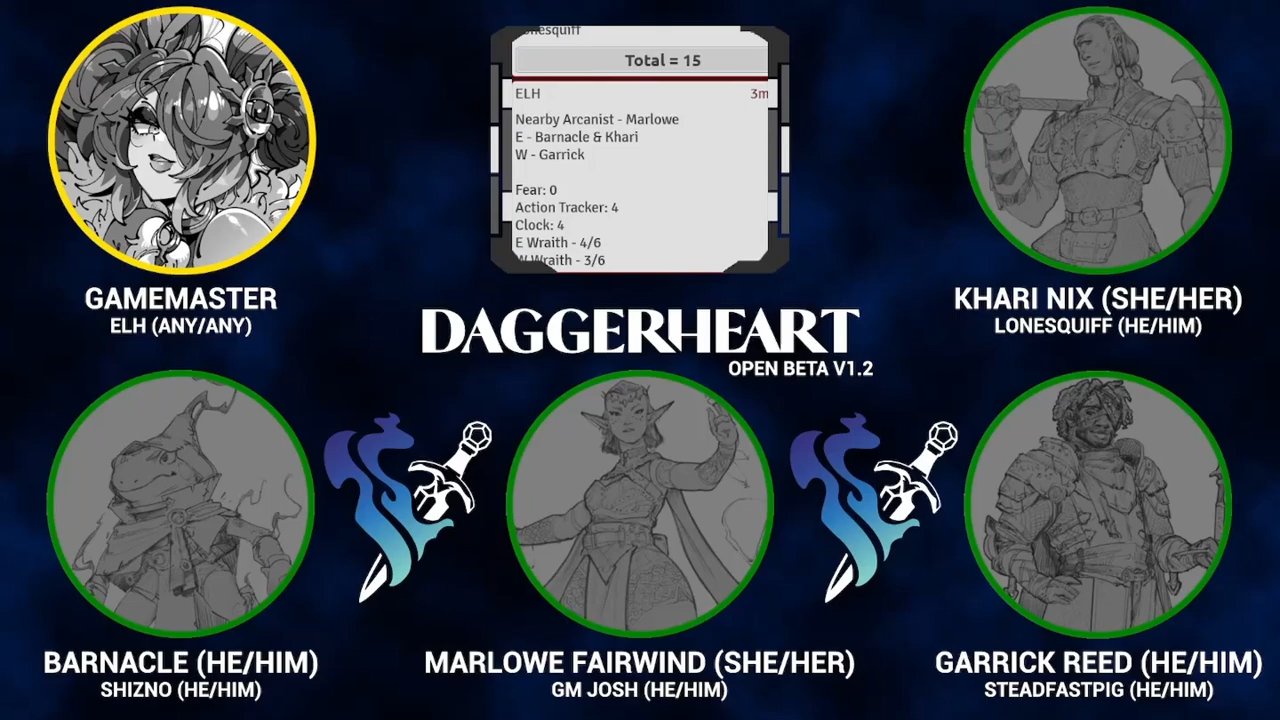 Total = 15
ELH 3m
Nearby Arcanist - Marlowe
E - Barnacle & Khari
W - Garrick
Fear: 0
Action Tracker: 4
Clock: 4
E Wraith - 4/6
W Wraith - 3/6
GAMEMASTER
ELH (ANY/ANY)
KHARI NIX (SHE/HER)
LONESQUIFF (HE/HIM)
DAGGERHEART
OPEN BETA V1.2
BARNACLE (HE/HIM)
SHIZNO (HE/HIM)
MARLOWE FAIRWIND (SHE/HER)
GM JOSH (HE/HIM)
GARRICK REED (HE/HIM)
STEADFASTPIG (HE/HIM)